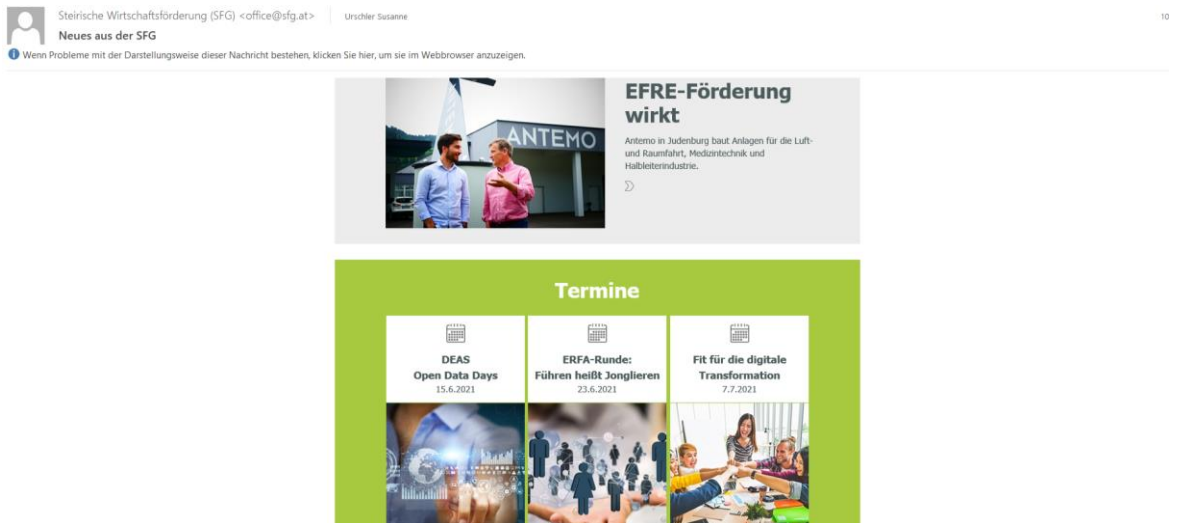 Steirische Wirtschaftsförderung (SFG) <office@sfg.at>
Urschler Susanne
10
Neues aus der SFG
Wenn Probleme mit der Darstellungsweise dieser Nachricht bestehen, klicken Sie hier, um sie im Webbrowser anzuzeigen.
ANTEMO
EFRE-Förderung
wirkt
Antemo in Judenburg baut Anlagen für die Luft-
und Raumfahrt, Medizintechnik und
Halbleiterindustrie.
Termine
DEAS
Open Data Days
15.6.2021
ERFA-Runde:
Führen heißt Jonglieren
23.6.2021
Fit für die digitale
Transformation
7.7.2021